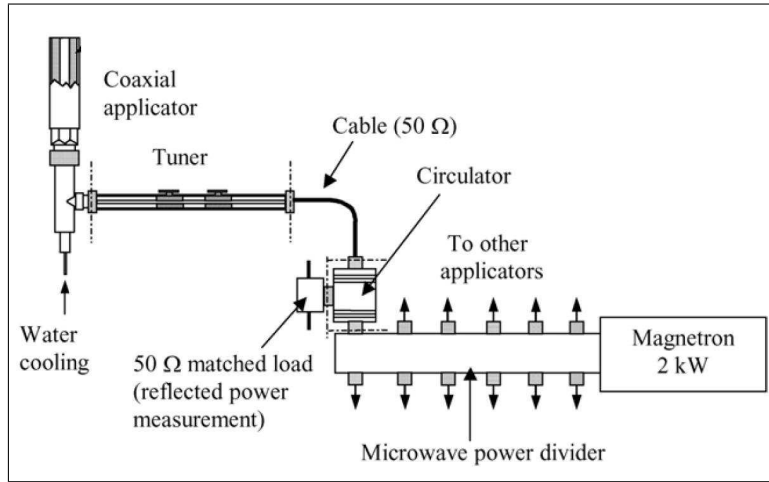 Coaxial
applicator
Tuner
Cable (50 Ω)
Circulator
To other
applicators
Water
cooling
50 Ω matched load
(reflected power
measurement)
Magnetron
2 kW
Microwave power divider